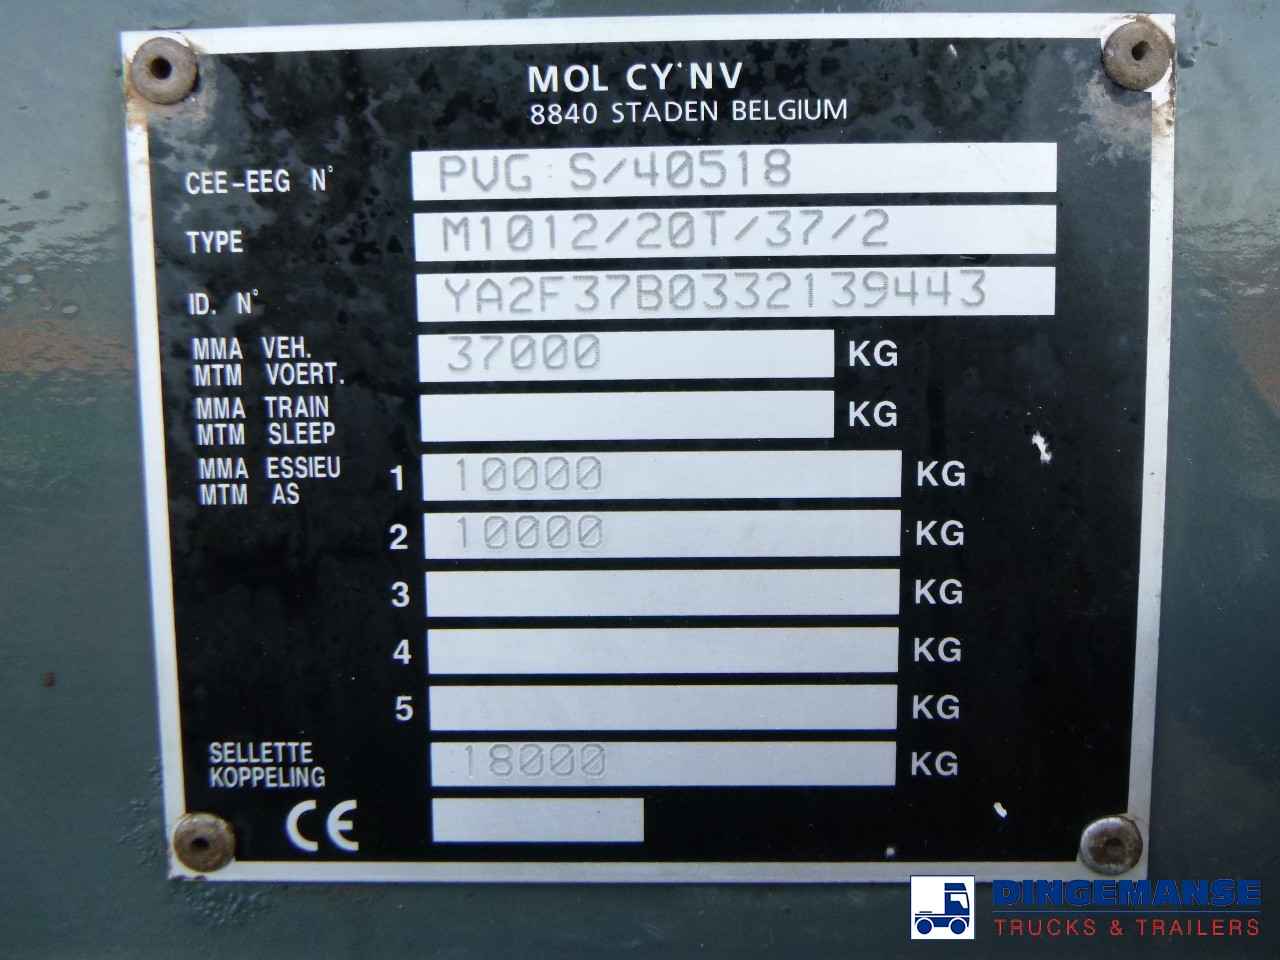 MOL CY NV
8840 STADEN BELGIUM
CEE-EEG N° PVG S/40518
TYPE M1012/20T/37/2
ID. N° YA2F37B0332139443
MMA VEH.
MTM VOERT. 37000 KG
MMA TRAIN
MTM SLEEP KG
MMA ESSIEU
MTM AS 1 10000 KG
2 10000 KG
3 KG
4 KG
5 KG
SELLETTE
KOPPELING 18000 KG
CE
DINGEMANSE
TRUCKS & TRAILERS